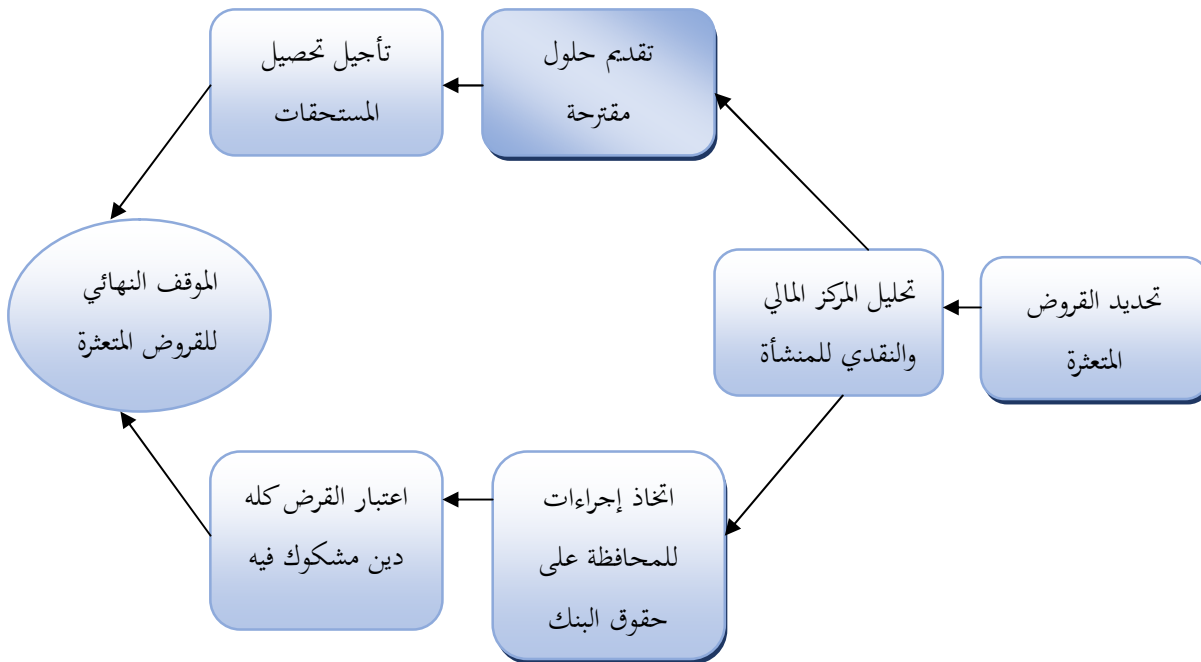 تحديد القروض
المتعثرة
تحليل المركز المالي
والنقدي للمنشأة
تقديم حلول
مقترحة
تأجيل تحصيل
المستحقات
اتخاذ إجراءات
للمحافظة على
حقوق البنك
اعتبار القرض كله
دين مشكوك فيه
الموقف النهائي
للقروض المتعثرة